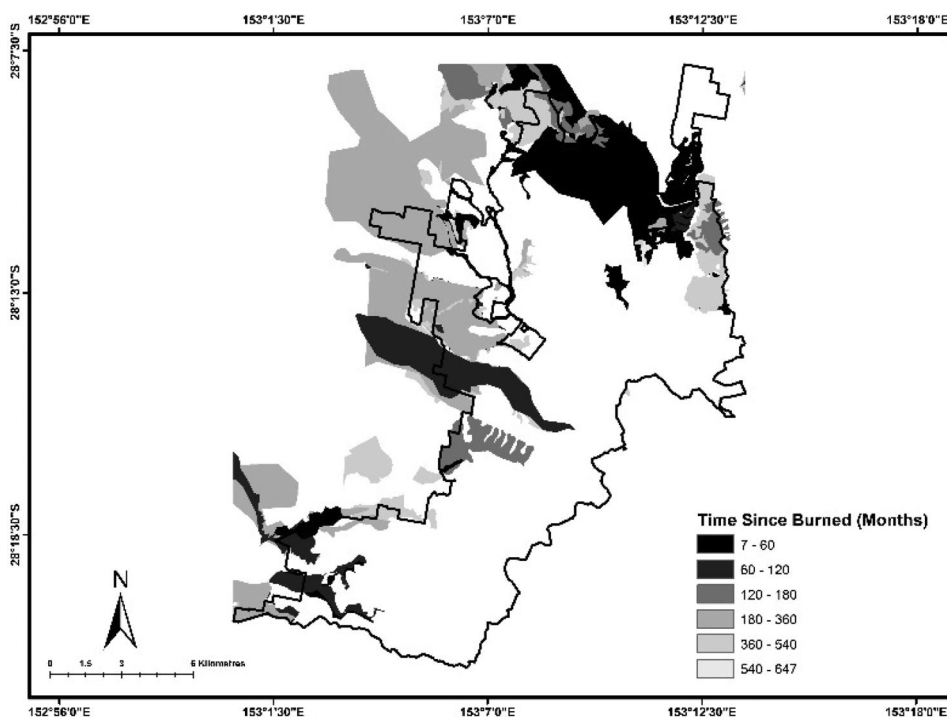 152°56'0"E 153°1'30"E 153°7'0"E 153°12'30"E 153°18'0"E
28°7'30"S
28°13'0"S
28°18'30"S
Time Since Burned (Months)
7 - 60
60 - 120
120 - 180
180 - 360
360 - 540
540 - 647
N
0 1.5 3 6 Kilometres
152°56'0"E 153°1'30"E 153°7'0"E 153°12'30"E 153°18'0"E